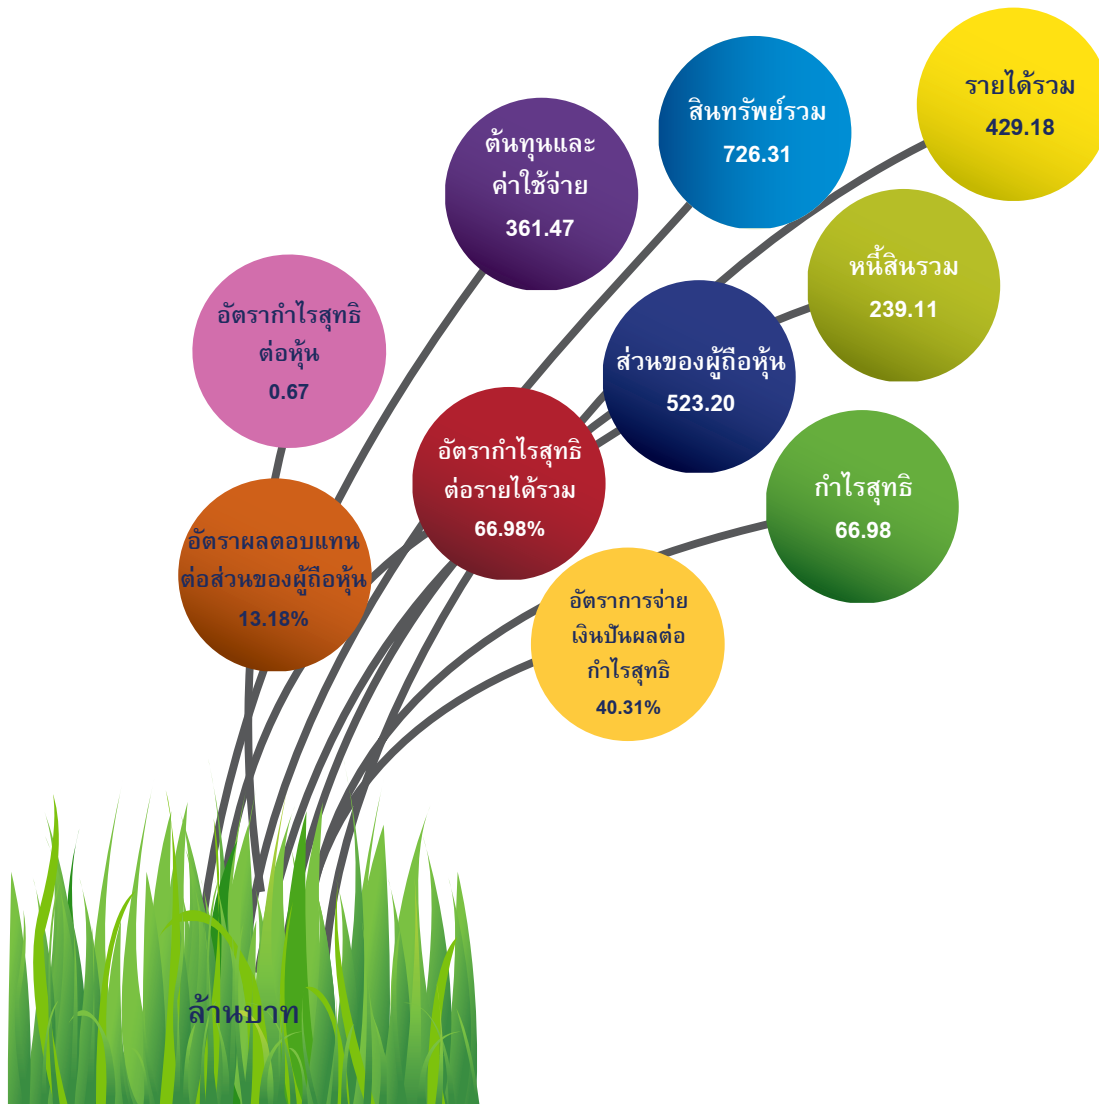 รายได้รวม
429.18
สินทรัพย์รวม
726.31
ต้นทุนและ
ค่าใช้จ่าย
361.47
หนี้สินรวม
239.11
อัตรากำไรสุทธิ
ต่อหุ้น
0.67
ส่วนของผู้ถือหุ้น
523.20
อัตรากำไรสุทธิ
ต่อรายได้รวม
66.98%
กำไรสุทธิ
66.98
อัตราผลตอบแทน
ต่อส่วนของผู้ถือหุ้น
13.18%
อัตราการจ่าย
เงินปันผลต่อ
กำไรสุทธิ
40.31%
ล้านบาท